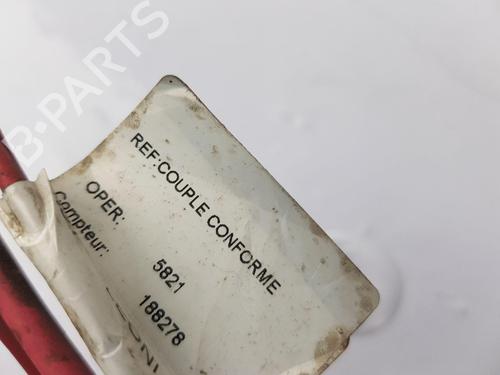 B-PARTS
REF:COUPLE CONFORME
OPER: 5821
Compteur: 188278